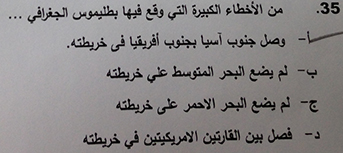 35. من الأخطاء الكبيرة التي وقع فيها بطليموس الجغرافي ...
أ- وصل جنوب آسيا بجنوب أفريقيا فى خريطته.
ب- لم يضع البحر المتوسط علي خريطته
ج- لم يضع البحر الاحمر على خريطته
د- فصل بين القارتين الامريكيتين في خريطته